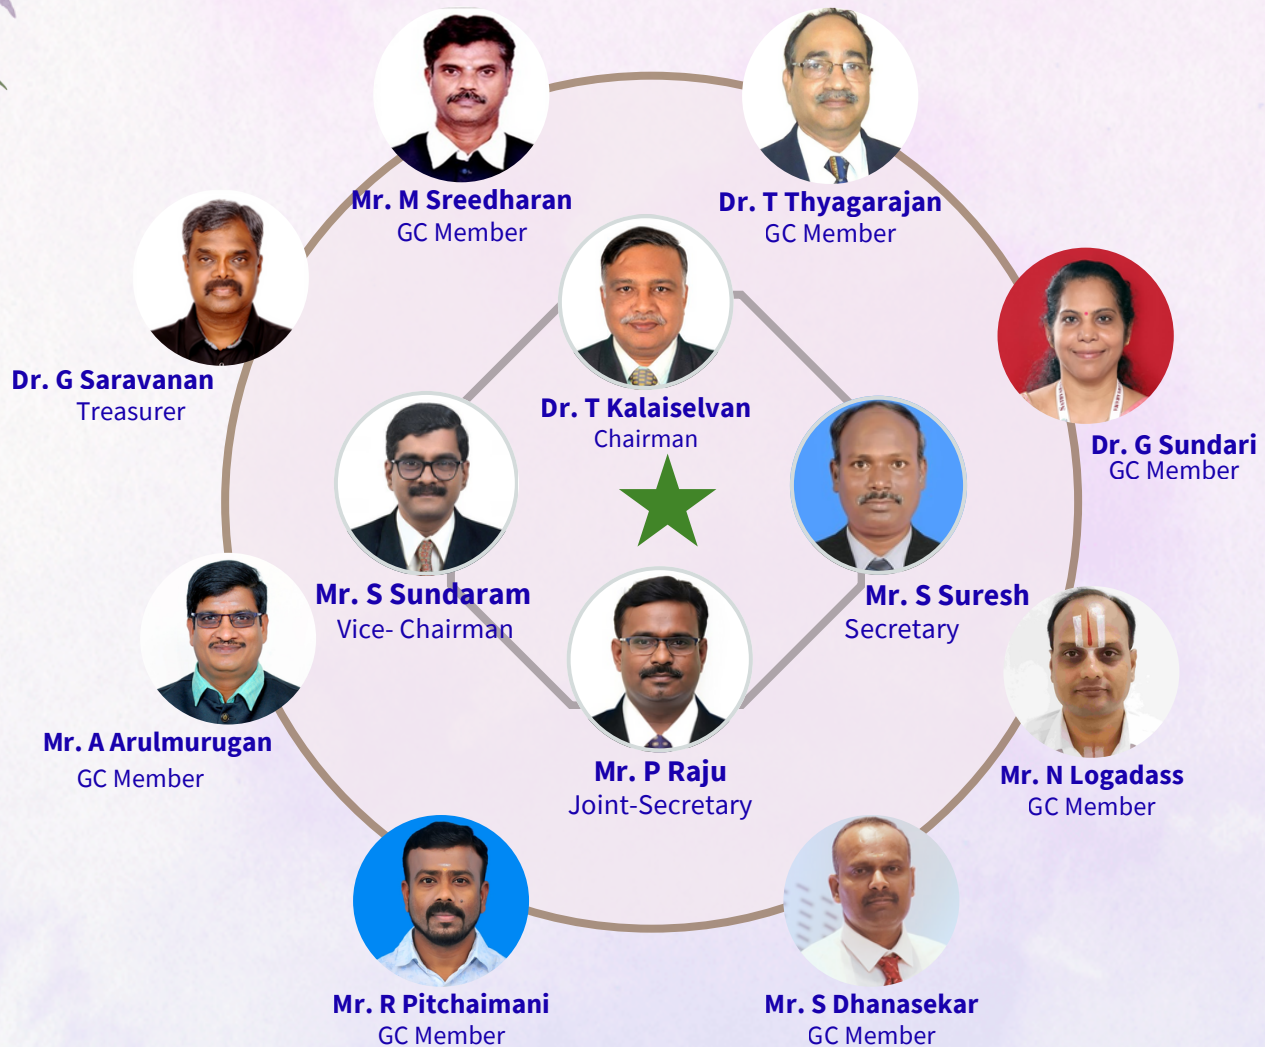 Mr. M Sreedharan
GC Member
Dr. T Thyagarajan
GC Member
Dr. G Saravanan
Treasurer
Dr. T Kalaiselvan
Chairman
Dr. G Sundari
GC Member
Mr. S Sundaram
Vice- Chairman
Mr. S Suresh
Secretary
Mr. A Arulmurugan
GC Member
Mr. P Raju
Joint-Secretary
Mr. N Logadass
GC Member
Mr. R Pitchaimani
GC Member
Mr. S Dhanasekar
GC Member